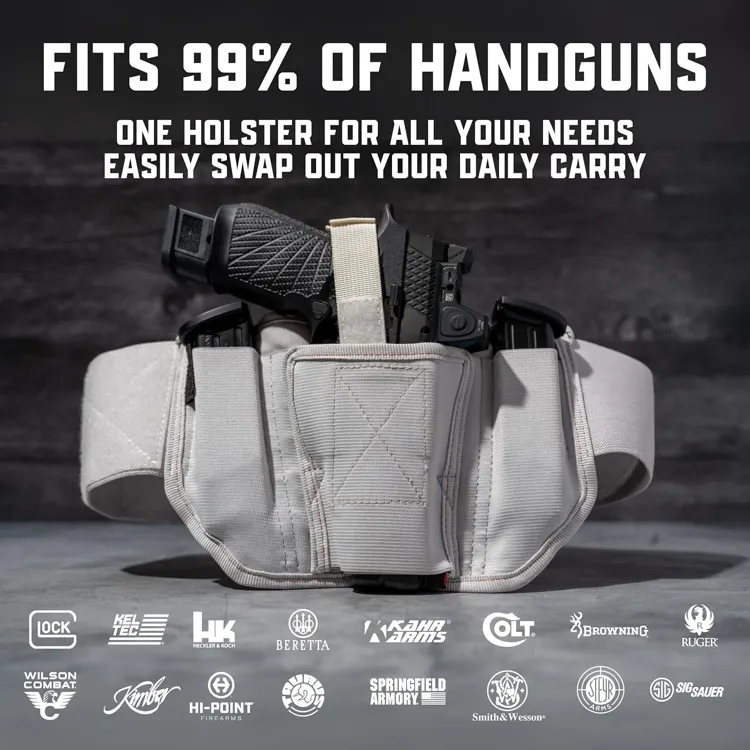 FITS 99% OF HANDGUNS
ONE HOLSTER FOR ALL YOUR NEEDS
EASILY SWAP OUT YOUR DAILY CARRY
GLOCK
KEL
TEC
HK
HECKLER & KOCH
BERETTA
KAHR
ARMS
COLT
BROWNING
RUGER®
WILSON
COMBAT
Kimber
HI-POINT
FIREARMS
SPRINGFIELD
ARMORY
Smith&Wesson®
ARMS
SIG SIG SAUER